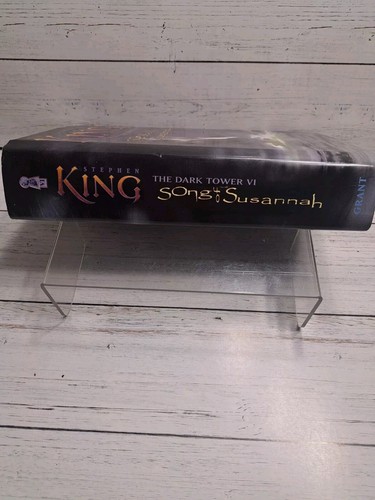 STEPHEN
KING
THE DARK TOWER VI
Song of Susannah
GRANT